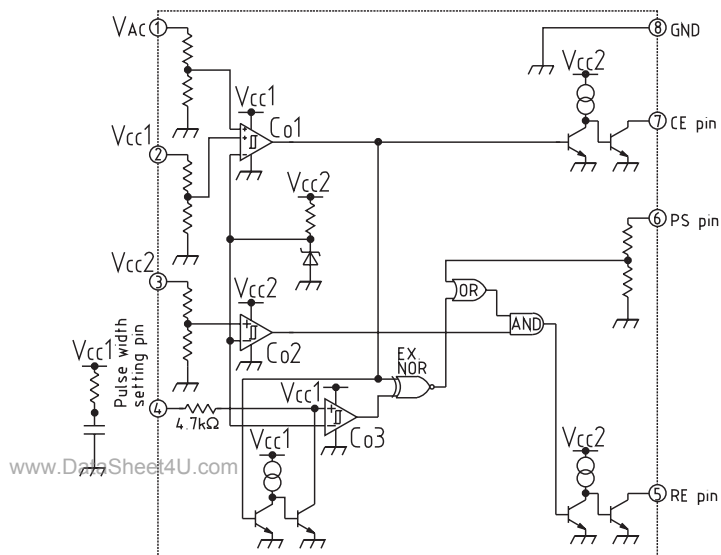 VAC 1
8 GND
Vcc2
Vcc1
Co1
7 CE pin
Vcc1
2
Vcc2
6 PS pin
Vcc2
3
Vcc2
OR
AND
Co2
EX.
NOR
Vcc1
Pulse width
setting pin
4
4.7kΩ
Vcc1
Co3
Vcc1
Vcc2
www.DataSheet4U.com
5 RE pin